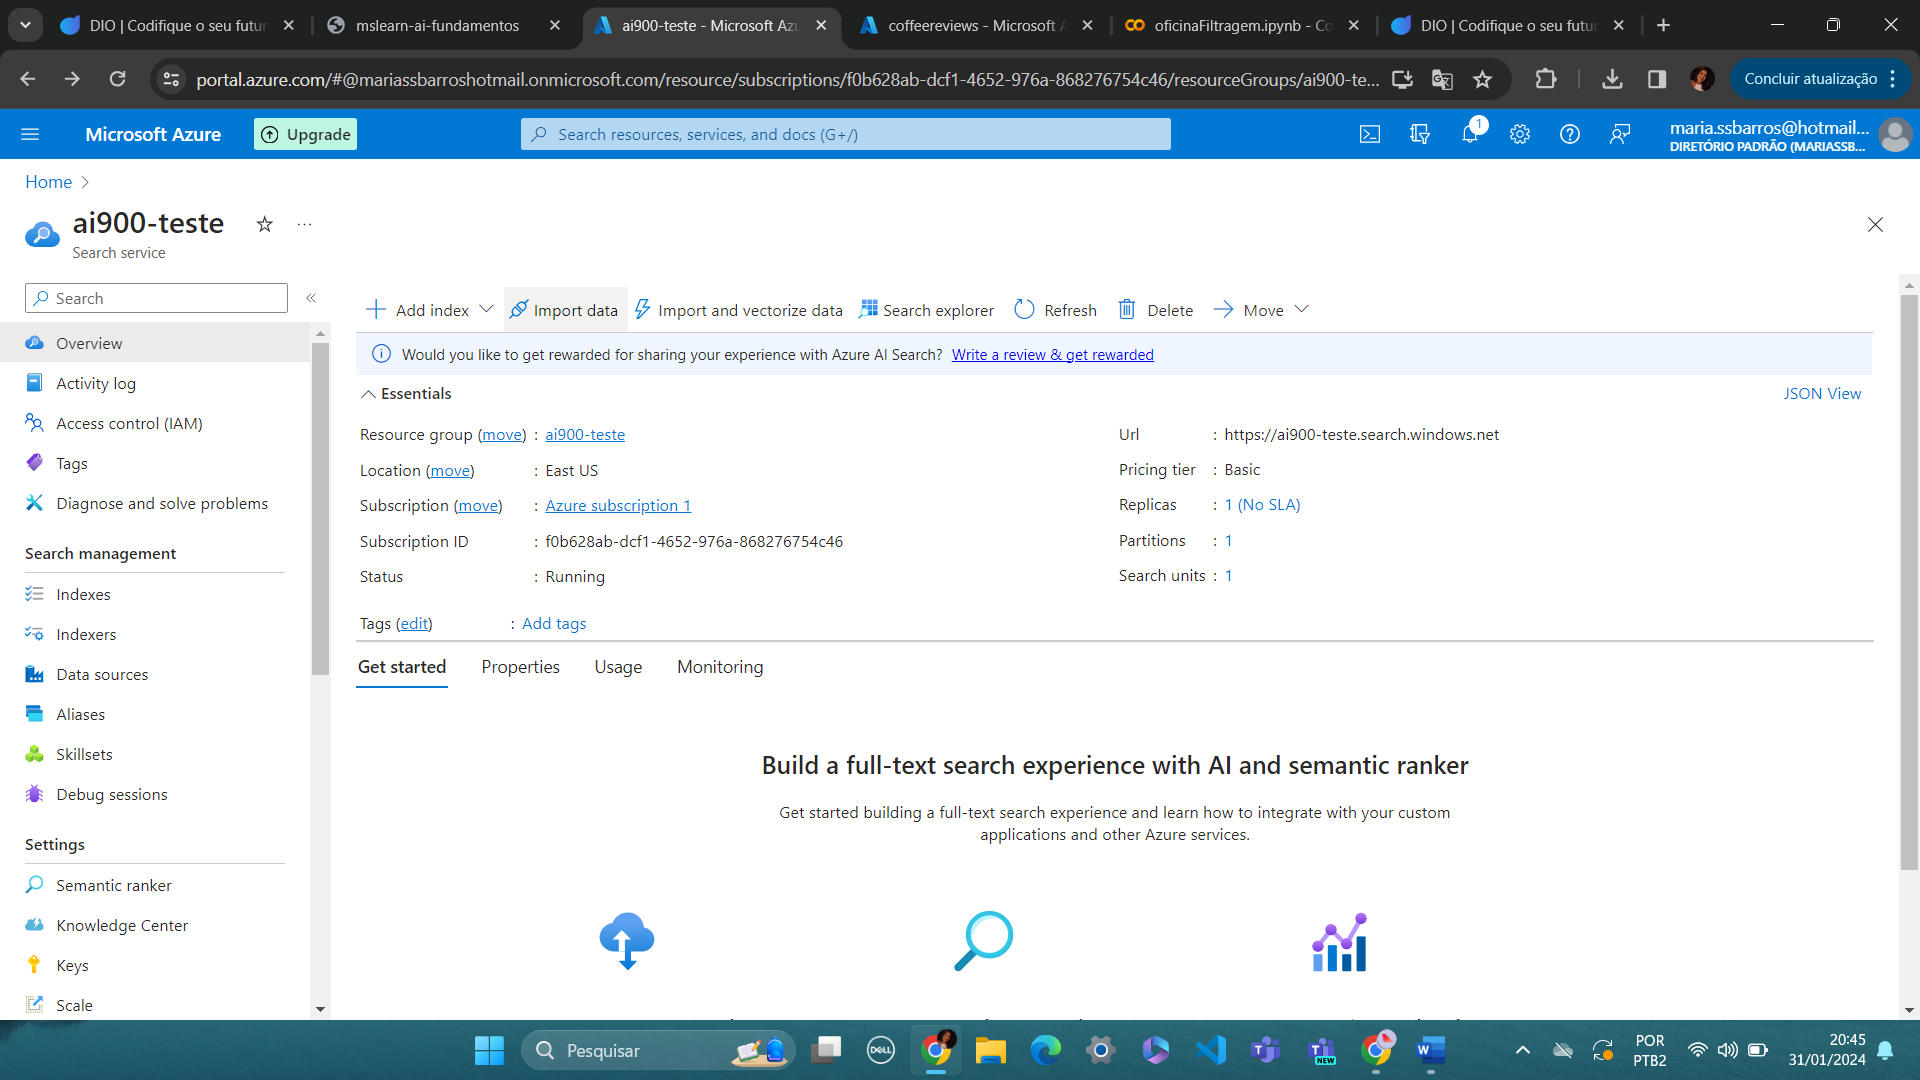 DIO | Codifique o seu futur
mslearn-ai-fundamentos
ai900-teste - Microsoft Azu
coffeereviews - Microsoft A
oficinaFiltragem.ipynb - Co
DIO | Codifique o seu futur
portal.azure.com/#@mariassbarroshotmail.onmicrosoft.com/resource/subscriptions/f0b628ab-dcf1-4652-976a-868276754c46/resourceGroups/ai900-te...
Concluir atualização
Microsoft Azure
Upgrade
Search resources, services, and docs (G+/)
1
maria.ssbarros@hotmail...
DIRETÓRIO PADRÃO (MARIASSB...
Home
ai900-teste
Search service
Search
Overview
Activity log
Access control (IAM)
Tags
Diagnose and solve problems
Search management
Indexes
Indexers
Data sources
Aliases
Skillsets
Debug sessions
Settings
Semantic ranker
Knowledge Center
Keys
Scale
Add index
Import data
Import and vectorize data
Search explorer
Refresh
Delete
Move
Would you like to get rewarded for sharing your experience with Azure AI Search? Write a review & get rewarded
Essentials
JSON View
Resource group (move) : ai900-teste
Location (move) : East US
Subscription (move) : Azure subscription 1
Subscription ID : f0b628ab-dcf1-4652-976a-868276754c46
Status : Running
Url : https://ai900-teste.search.windows.net
Pricing tier : Basic
Replicas : 1 (No SLA)
Partitions : 1
Search units : 1
Tags (edit) : Add tags
Get started
Properties
Usage
Monitoring
Build a full-text search experience with AI and semantic ranker
Get started building a full-text search experience and learn how to integrate with your custom
applications and other Azure services.
Pesquisar
DELL
NEW
POR
PTB2
20:45
31/01/2024